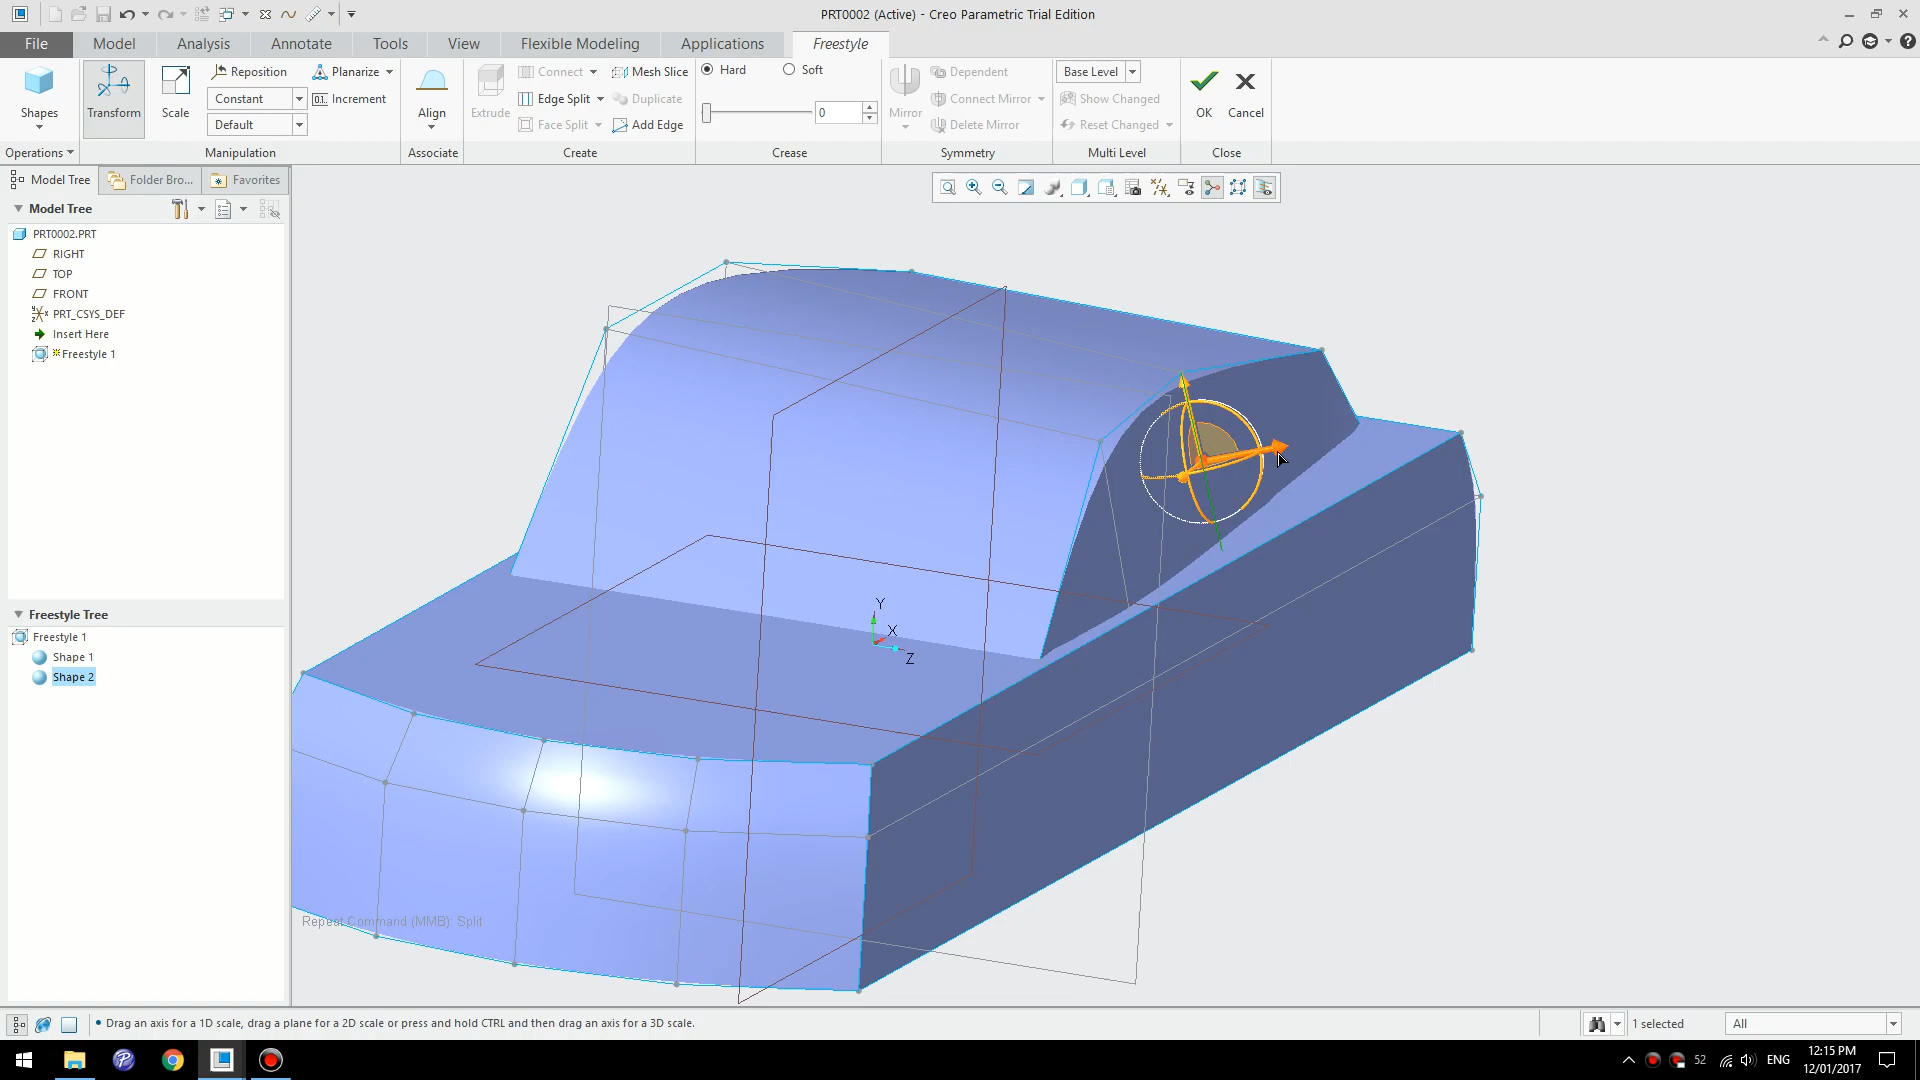 PRT0002 (Active) - Creo Parametric Trial Edition
File Model Analysis Annotate Tools View Flexible Modeling Applications Freestyle
Shapes Transform Scale Reposition Planarize
Constant Increment
Default
Align
Extrude Connect Mesh Slice
Edge Split Duplicate
Face Split Add Edge
Hard Soft
0
Mirror Dependent
Connect Mirror
Delete Mirror
Base Level
Show Changed
Reset Changed
OK Cancel
Operations Manipulation Associate Create Crease Symmetry Multi Level Close
Model Tree Folder Bro... Favorites
Model Tree
PRT0002.PRT
RIGHT
TOP
FRONT
PRT_CSYS_DEF
Insert Here
Freestyle 1
Freestyle Tree
Freestyle 1
Shape 1
Shape 2
Y
X
Z
Repeat Command (MMB): Split
• Drag an axis for a 1D scale, drag a plane for a 2D scale or press and hold CTRL and then drag an axis for a 3D scale.
1 selected All
52 ENG 12:15 PM
12/01/2017